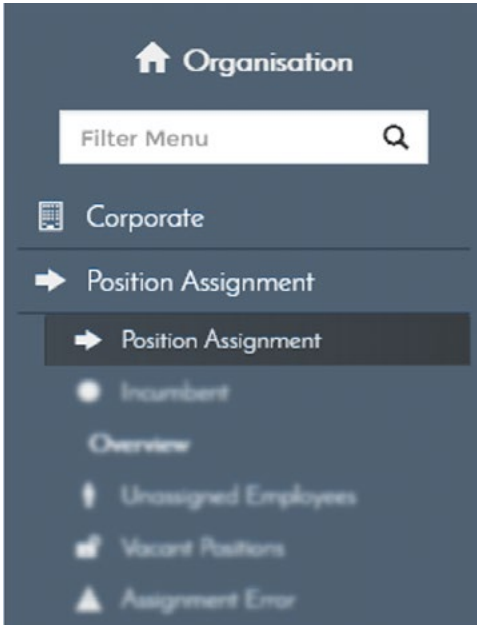 Organisation
Filter Menu
Corporate
Position Assignment
Position Assignment
Incumbent
Overview
Unassigned Employees
Vacant Positions
Assignment Error